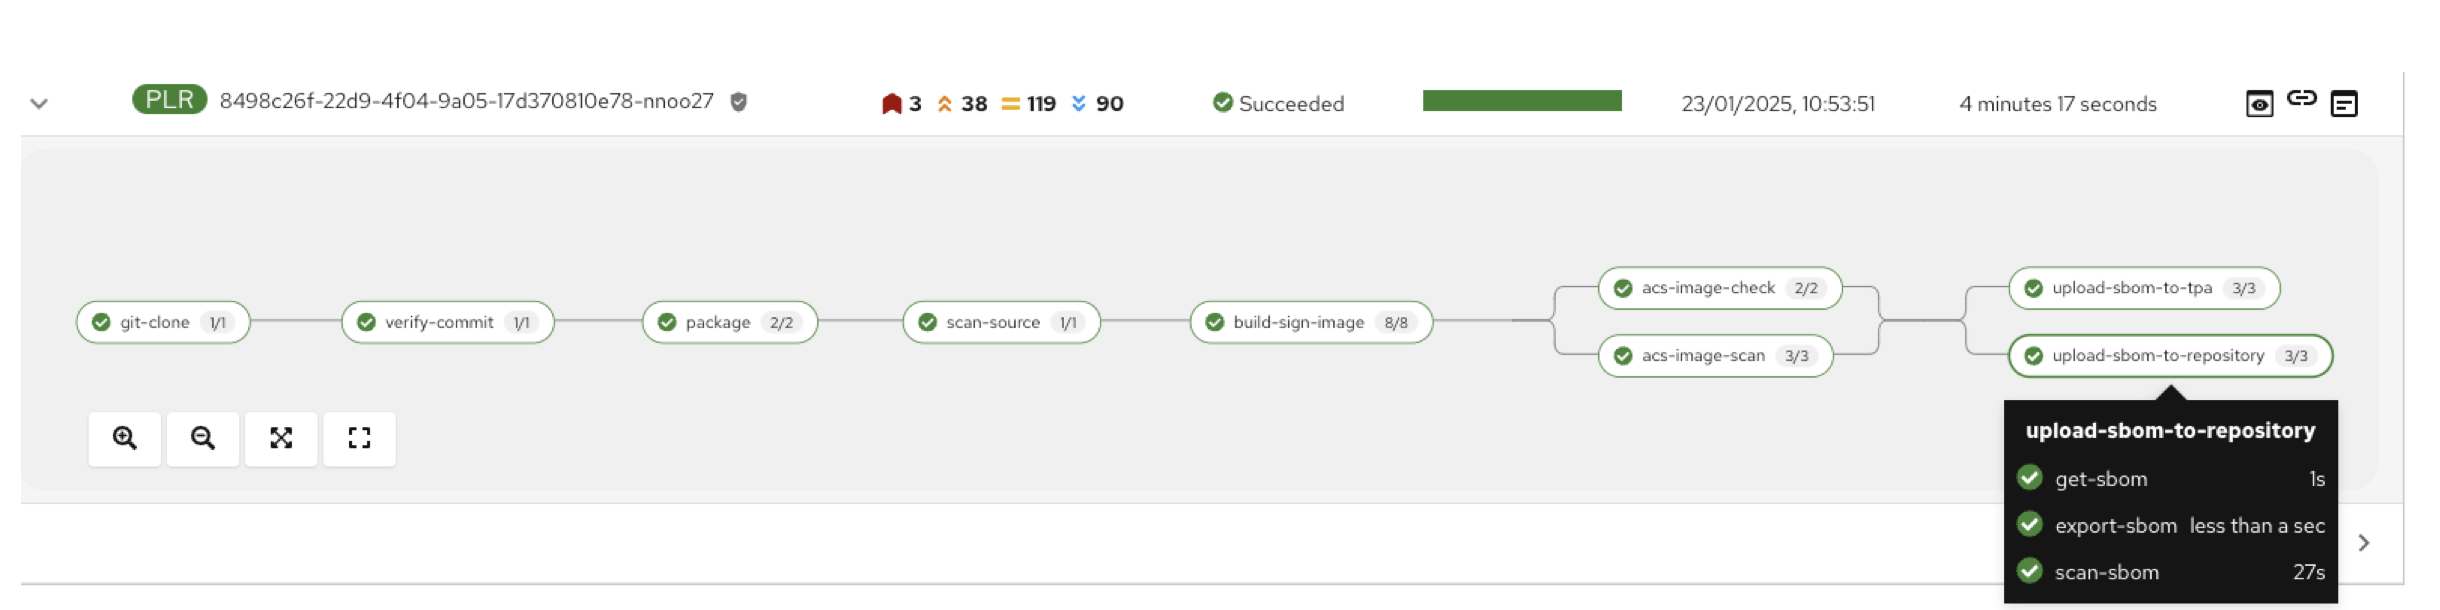 PLR 8498c26f-22d9-4f04-9a05-17d370810e78-nnoo27 3 38 119 90 Succeeded 23/01/2025, 10:53:51 4 minutes 17 seconds
git-clone 1/1
verify-commit 1/1
package 2/2
scan-source 1/1
build-sign-image 8/8
acs-image-check 2/2
acs-image-scan 3/3
upload-sbom-to-tpa 3/3
upload-sbom-to-repository 3/3
upload-sbom-to-repository
get-sbom 1s
export-sbom less than a sec
scan-sbom 27s